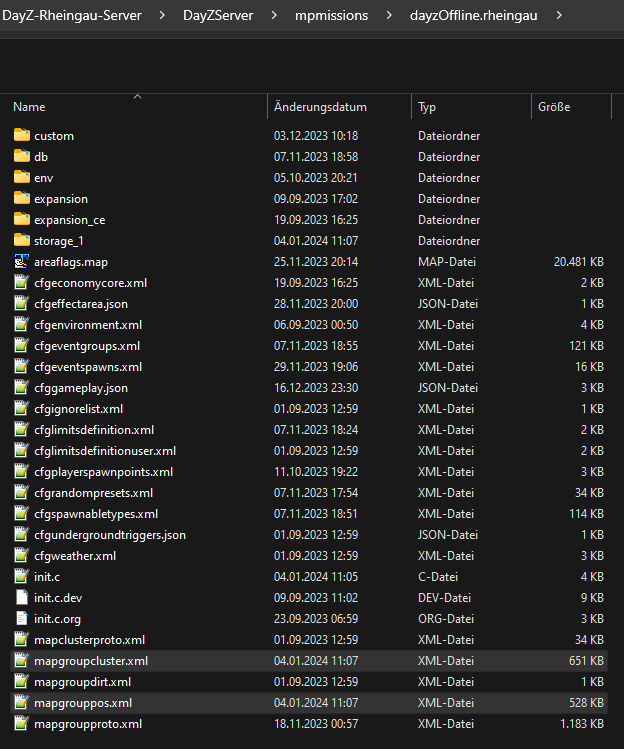 DayZ-Rheingau-Server > DayZServer > mpmissions > dayzOffline.rheingau >
Name Änderungsdatum Typ Größe
custom 03.12.2023 10:18 Dateiordner
db 07.11.2023 18:58 Dateiordner
env 05.10.2023 20:21 Dateiordner
expansion 09.09.2023 17:02 Dateiordner
expansion_ce 19.09.2023 16:25 Dateiordner
storage_1 04.01.2024 11:07 Dateiordner
areaflags.map 25.11.2023 20:14 MAP-Datei 20.481 KB
cfgeconomycore.xml 19.09.2023 16:25 XML-Datei 2 KB
cfgeffectarea.json 28.11.2023 20:00 JSON-Datei 1 KB
cfgenvironment.xml 06.09.2023 00:50 XML-Datei 4 KB
cfgeventgroups.xml 07.11.2023 18:55 XML-Datei 121 KB
cfgeventspawns.xml 29.11.2023 19:06 XML-Datei 16 KB
cfggameplay.json 16.12.2023 23:30 JSON-Datei 3 KB
cfgignorelist.xml 01.09.2023 12:59 XML-Datei 1 KB
cfglimitsdefinition.xml 07.11.2023 18:24 XML-Datei 2 KB
cfglimitsdefinitionuser.xml 01.09.2023 12:59 XML-Datei 2 KB
cfgplayerspawnpoints.xml 11.10.2023 19:22 XML-Datei 3 KB
cfgrandompresets.xml 07.11.2023 17:54 XML-Datei 34 KB
cfgspawnabletypes.xml 07.11.2023 18:51 XML-Datei 114 KB
cfgundergroundtriggers.json 01.09.2023 12:59 JSON-Datei 1 KB
cfgweather.xml 01.09.2023 12:59 XML-Datei 3 KB
init.c 04.01.2024 11:05 C-Datei 4 KB
init.c.dev 09.09.2023 11:02 DEV-Datei 9 KB
init.c.org 23.09.2023 06:59 ORG-Datei 3 KB
mapclusterproto.xml 01.09.2023 12:59 XML-Datei 34 KB
mapgroupcluster.xml 04.01.2024 11:07 XML-Datei 651 KB
mapgroupdirt.xml 01.09.2023 12:59 XML-Datei 1 KB
mapgrouppos.xml 04.01.2024 11:07 XML-Datei 528 KB
mapgroupproto.xml 18.11.2023 00:57 XML-Datei 1.183 KB